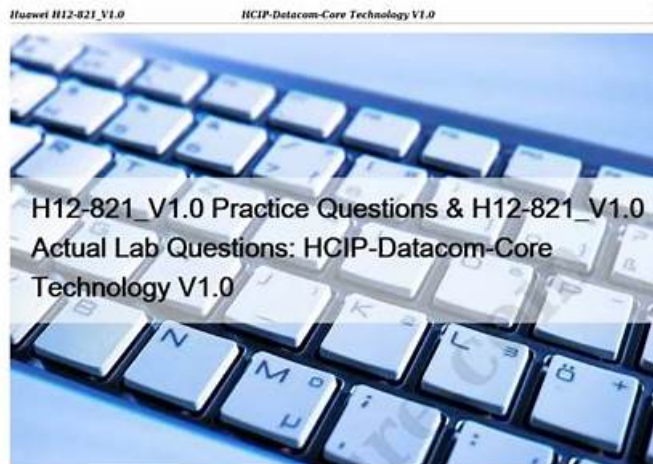 Huawei H12-821_V1.0 HCIP-Datacom-Core Technology V1.0
H12-821_V1.0 Practice Questions & H12-821_V1.0
Actual Lab Questions: HCIP-Datacom-Core
Technology V1.0
R
T
B
N
M
µ
K
L
Ö
+